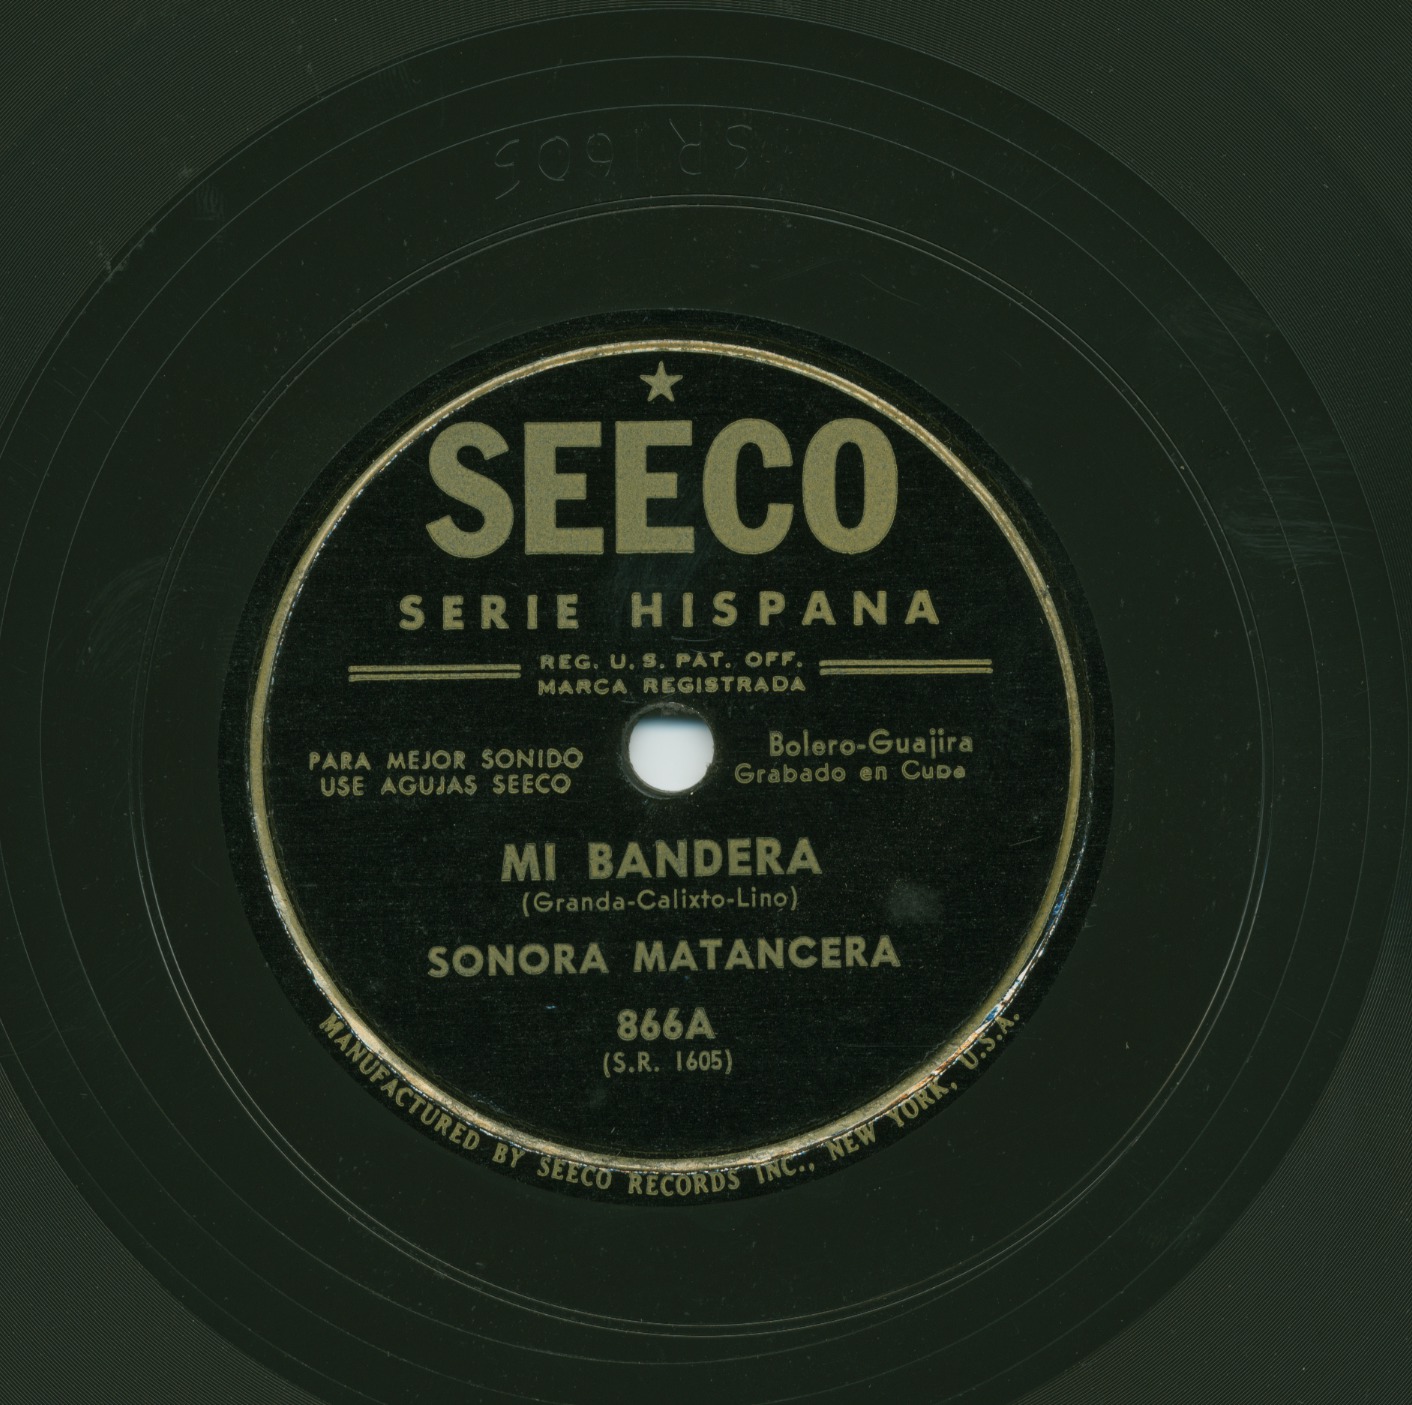 SR1605
SEECO
SERIE HISPANA
REG. U. S. PAT. OFF.
MARCA REGISTRADA
PARA MEJOR SONIDO
USE AGUJAS SEECO
Bolero-Guajira
Grabado en Cuba
MI BANDERA
(Granda-Calixto-Lino)
SONORA MATANCERA
866A
(S.R. 1605)
MANUFACTURED BY SEECO RECORDS INC., NEW YORK, U.S.A.